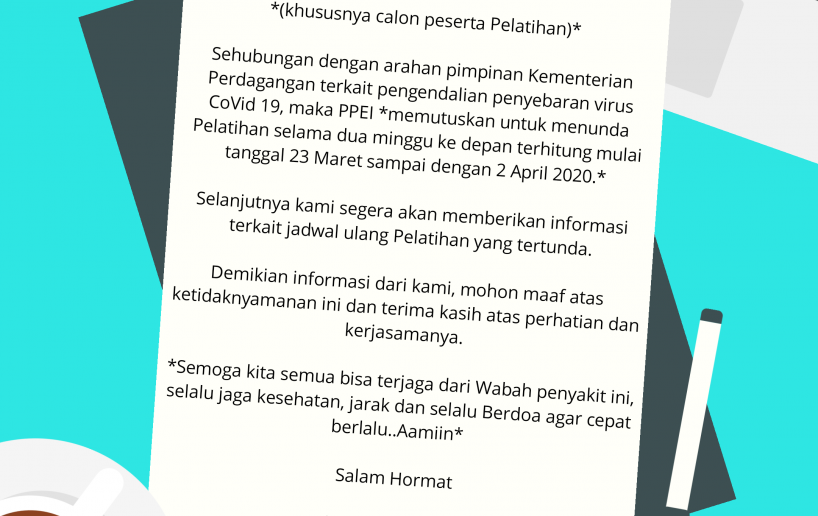 *(khususnya calon peserta Pelatihan)*
Sehubungan dengan arahan pimpinan Kementerian
Perdagangan terkait pengendalian penyebaran virus
CoVid 19, maka PPEI *memutuskan untuk menunda
Pelatihan selama dua minggu ke depan terhitung mulai
tanggal 23 Maret sampai dengan 2 April 2020.*
Selanjutnya kami segera akan memberikan informasi
terkait jadwal ulang Pelatihan yang tertunda.
Demikian informasi dari kami, mohon maaf atas
ketidaknyamanan ini dan terima kasih atas perhatian dan
kerjasamanya.
*Semoga kita semua bisa terjaga dari Wabah penyakit ini,
selalu jaga kesehatan, jarak dan selalu Berdoa agar cepat
berlalu..Aamiin*
Salam Hormat